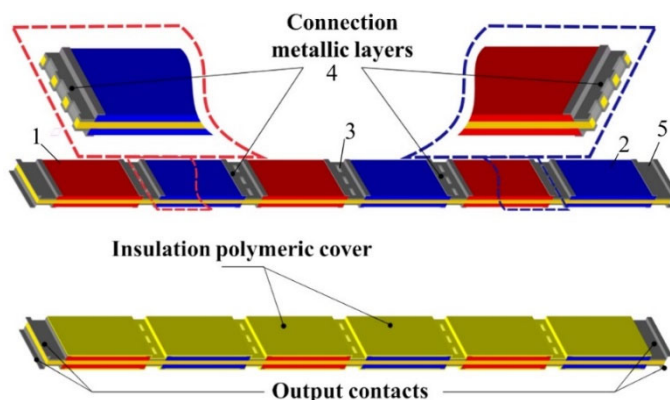 Connection
metallic layers
4
1
3
2
5
Insulation polymeric cover
Output contacts